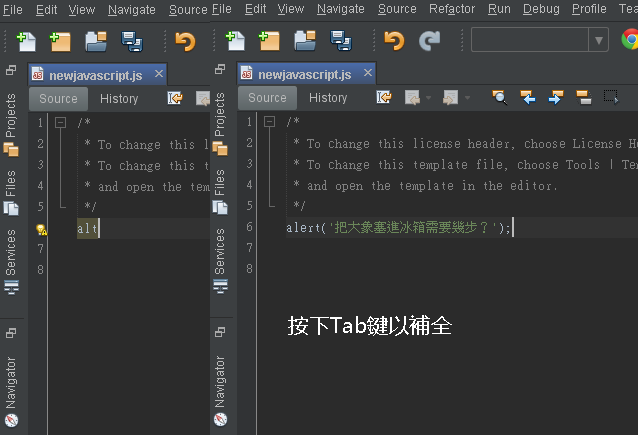 File Edit View Navigate Source
newjavascript.js
Source History
1 /*
2 * To change this l
3 * To change this t
4 * and open the tem
5 */
6 alt
7
8
Projects
Files
Services
Navigator
File Edit View Navigate Source Refactor Run Debug Profile Tea
newjavascript.js
Source History
1 /*
2 * To change this license header, choose License He
3 * To change this template file, choose Tools | Tem
4 * and open the template in the editor.
5 */
6 alert('把大象塞進冰箱需要幾步？');
7
8
Projects
Files
Services
Navigator
按下Tab鍵以補全